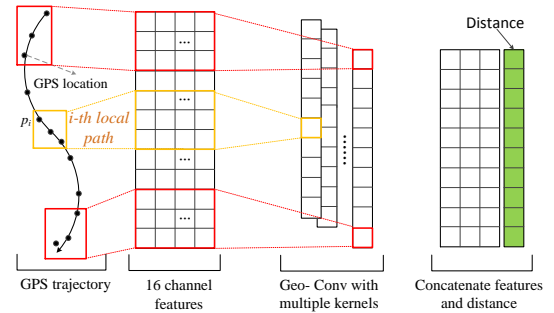 Distance
...
GPS location
...
p_i
i-th local
path
...
......
...
GPS trajectory
16 channel
features
Geo- Conv with
multiple kernels
Concatenate features
and distance